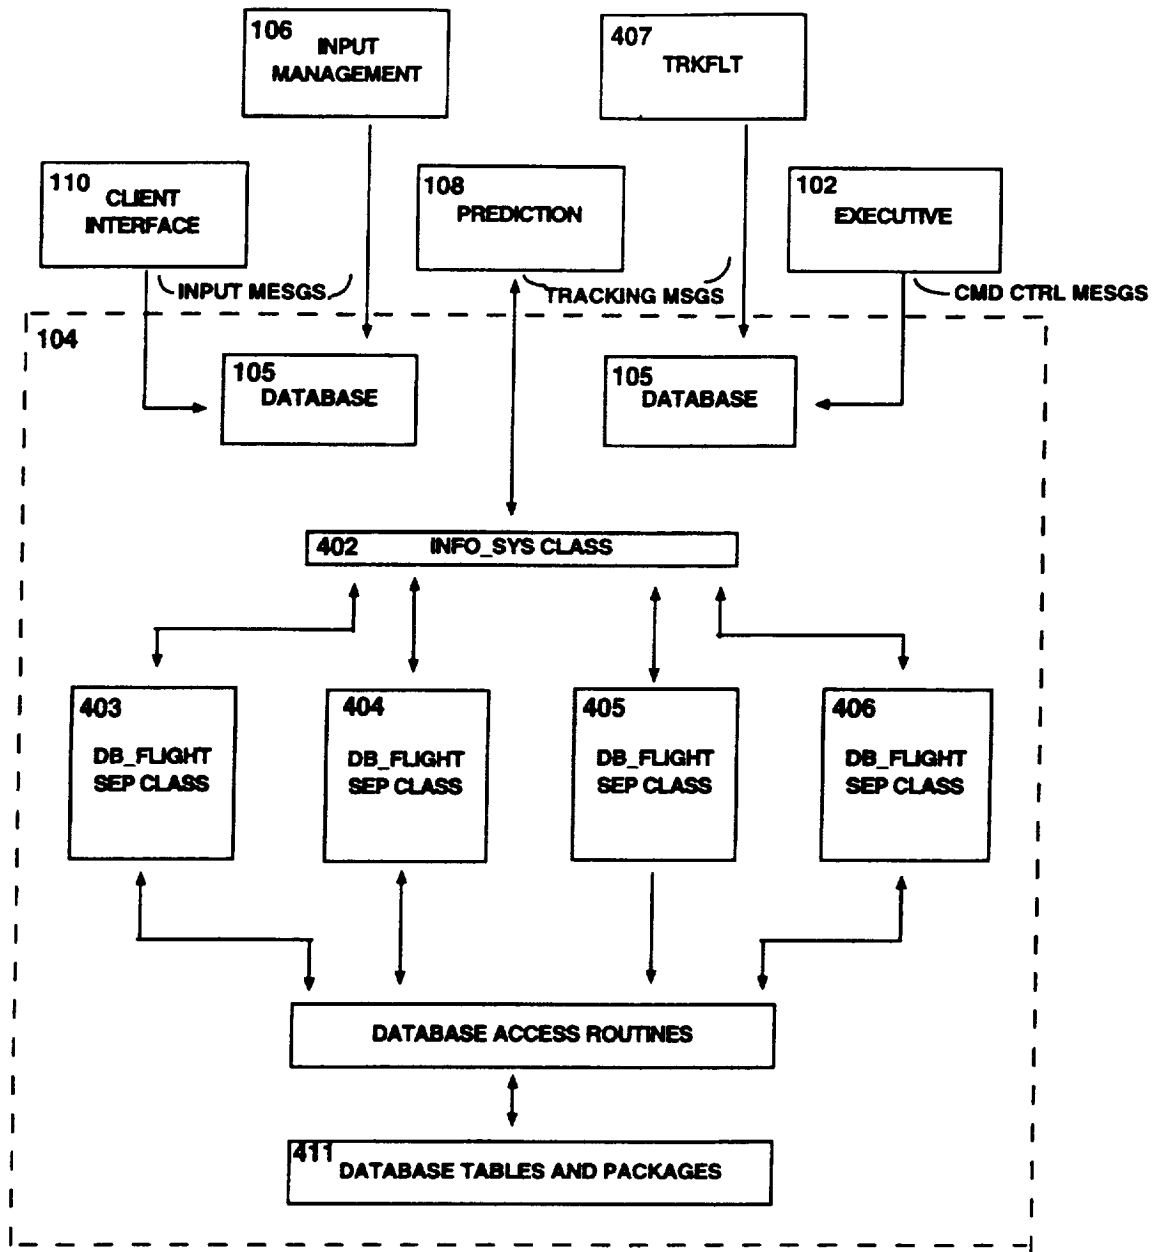 106
INPUT
MANAGEMENT
407
TRKFLT
110
CLIENT
INTERFACE
108
PREDICTION
102
EXECUTIVE
INPUT MESGS
TRACKING MSGS
CMD CTRL MESGS
104
105
DATABASE
105
DATABASE
402 INFO_SYS CLASS
403
DB_FLIGHT
SEP CLASS
404
DB_FLIGHT
SEP CLASS
405
DB_FLIGHT
SEP CLASS
406
DB_FLIGHT
SEP CLASS
DATABASE ACCESS ROUTINES
411
DATABASE TABLES AND PACKAGES